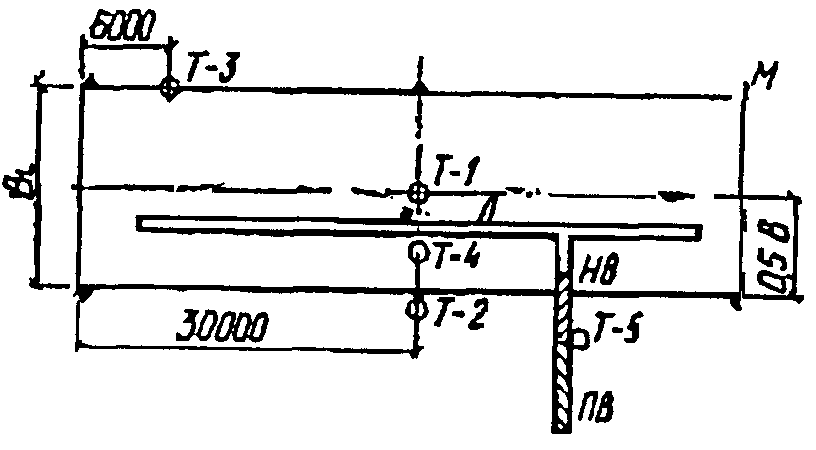 6000
Т-3
М
В₁
Т-1
Л
Т-4
0,5 В
НВ
Т-2
30000
Т-5
ПВ